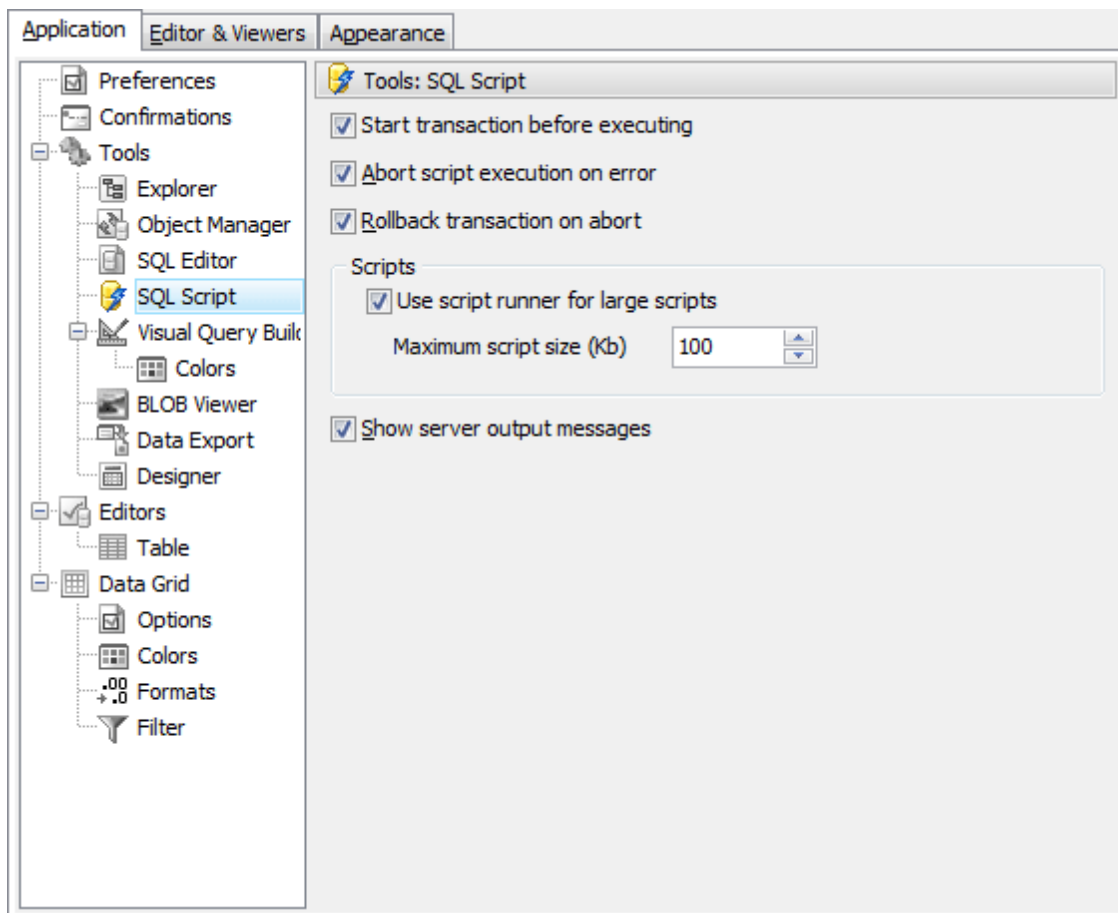 Application
Editor & Viewers
Appearance
Preferences
Confirmations
Tools
Explorer
Object Manager
SQL Editor
SQL Script
Visual Query Build
Colors
BLOB Viewer
Data Export
Designer
Editors
Table
Data Grid
Options
Colors
Formats
Filter
Tools: SQL Script
Start transaction before executing
Abort script execution on error
Rollback transaction on abort
Scripts
Use script runner for large scripts
Maximum script size (Kb) 100
Show server output messages